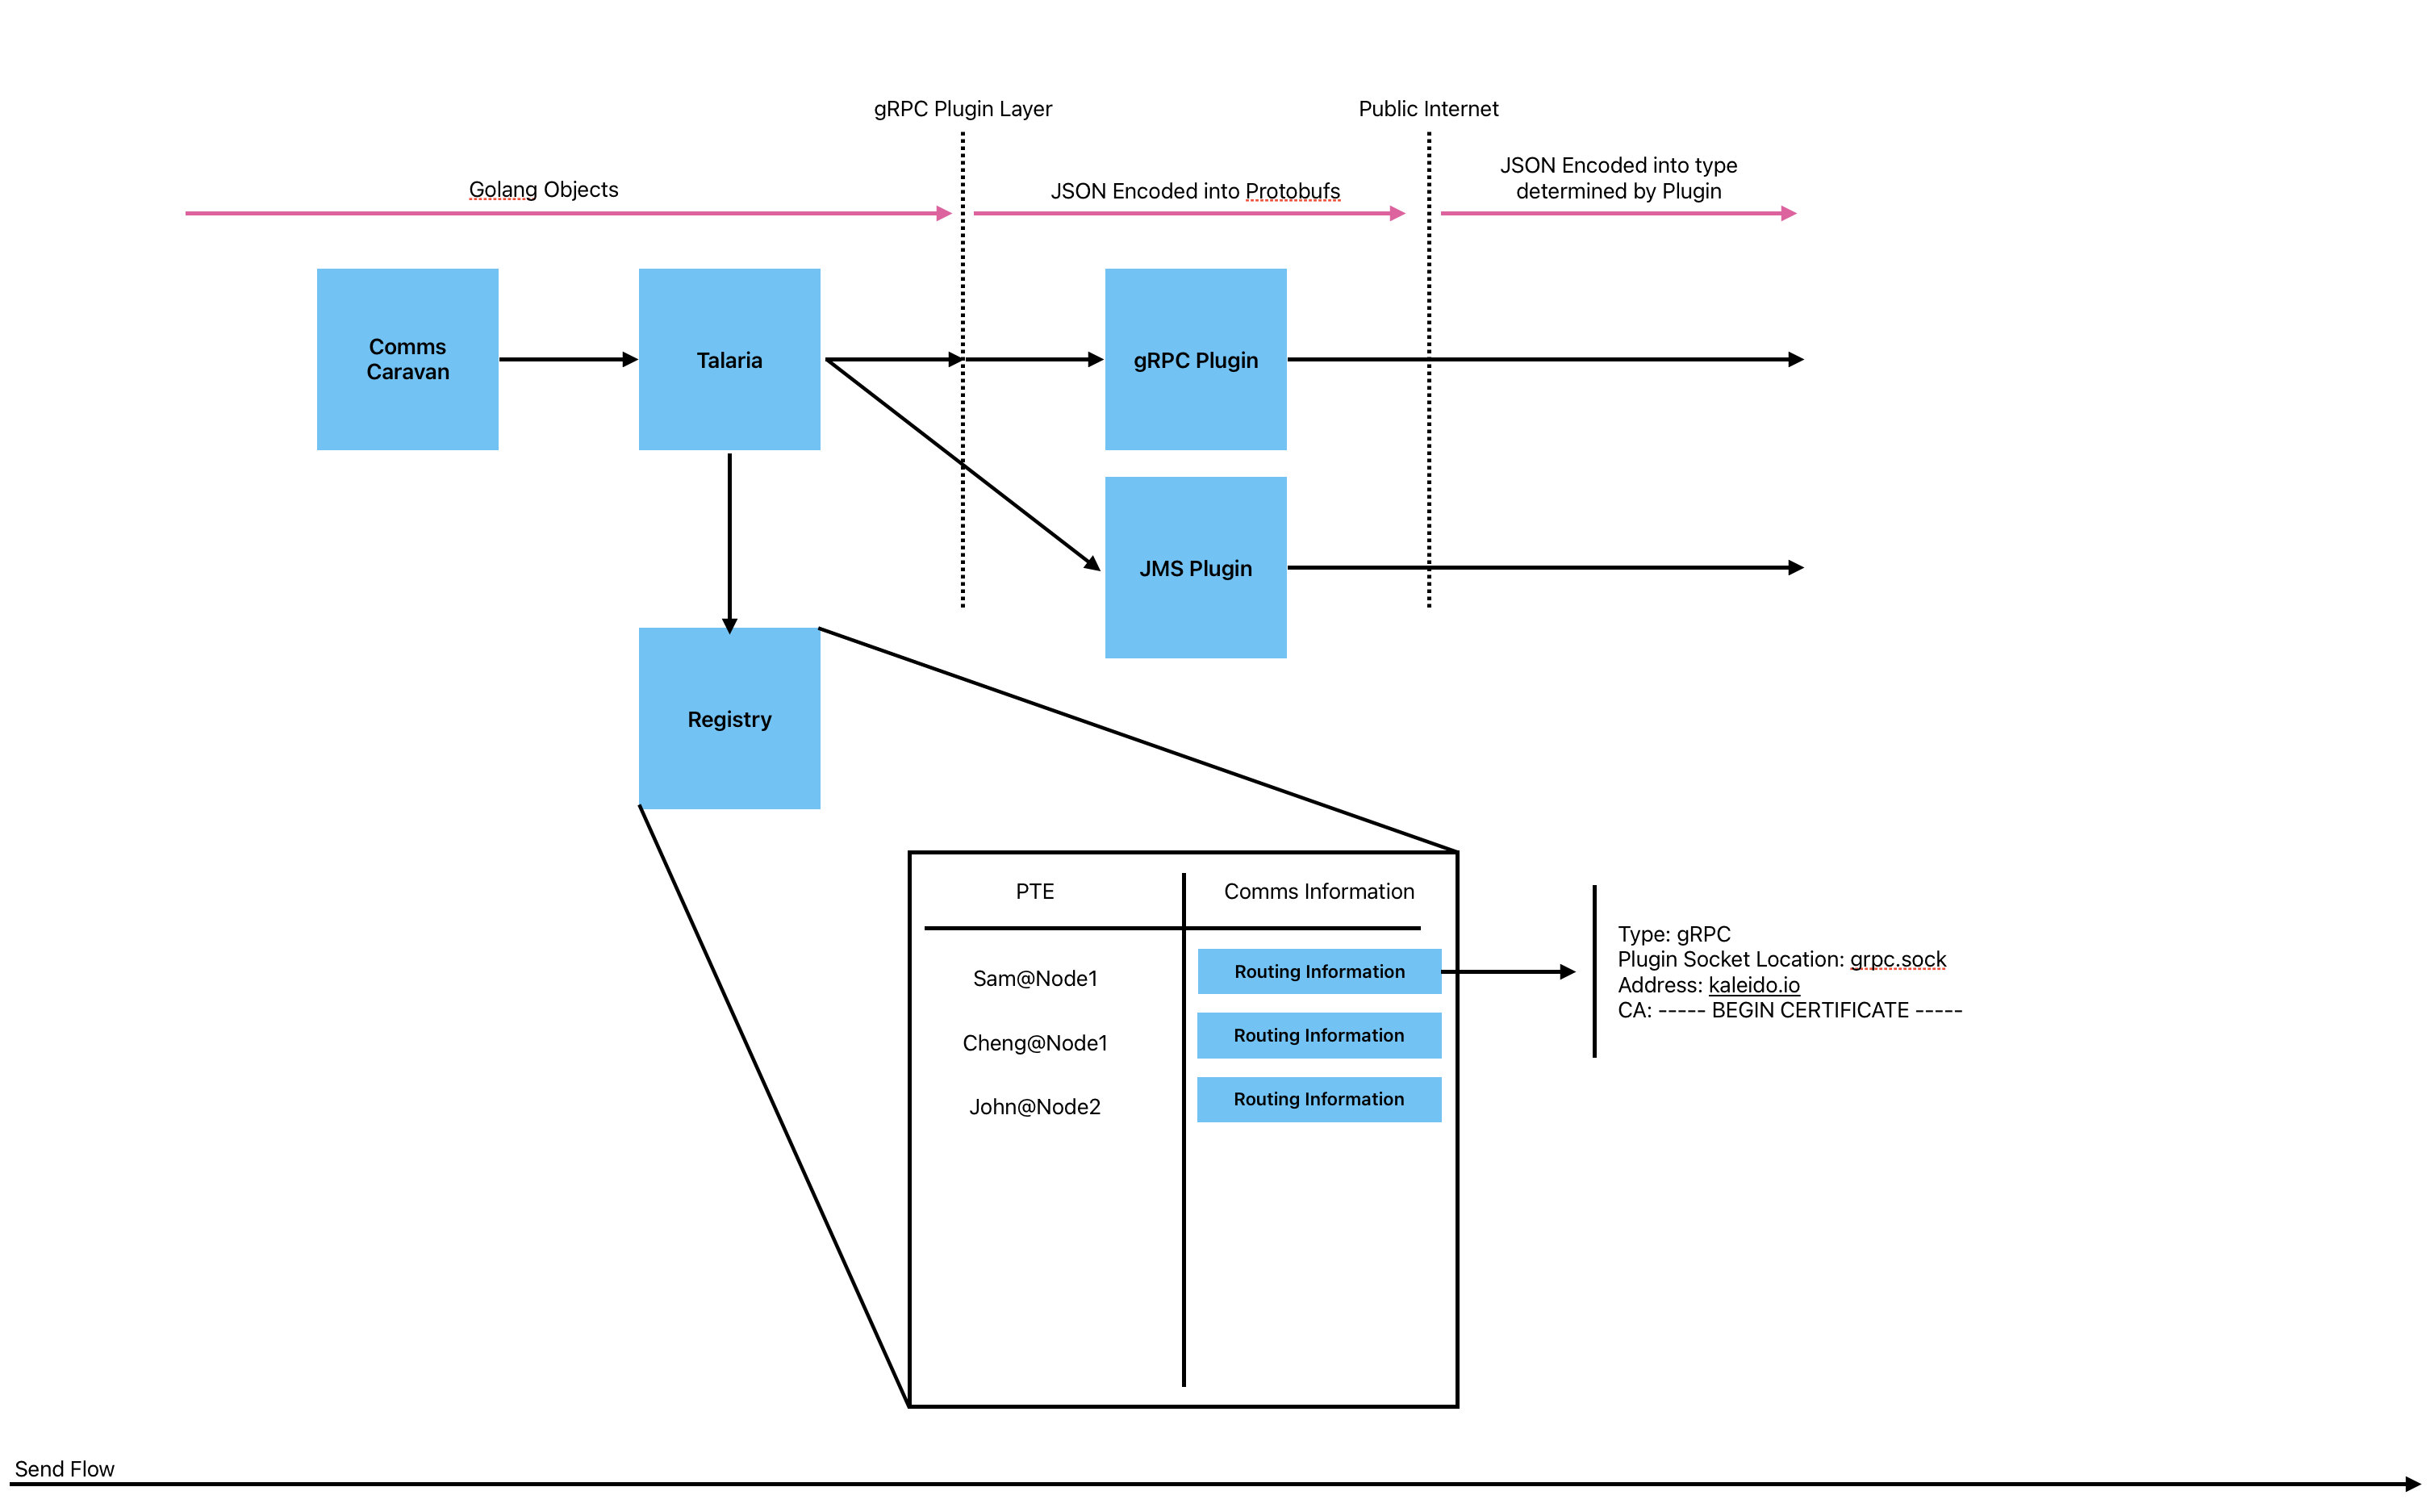 gRPC Plugin Layer
Public Internet
Golang Objects
JSON Encoded into Protobufs
JSON Encoded into type
determined by Plugin
Comms
Caravan
Talaria
gRPC Plugin
JMS Plugin
Registry
PTE
Comms Information
Sam@Node1
Routing Information
Cheng@Node1
Routing Information
John@Node2
Routing Information
Type: gRPC
Plugin Socket Location: grpc.sock
Address: kaleido.io
CA: ----- BEGIN CERTIFICATE -----
Send Flow